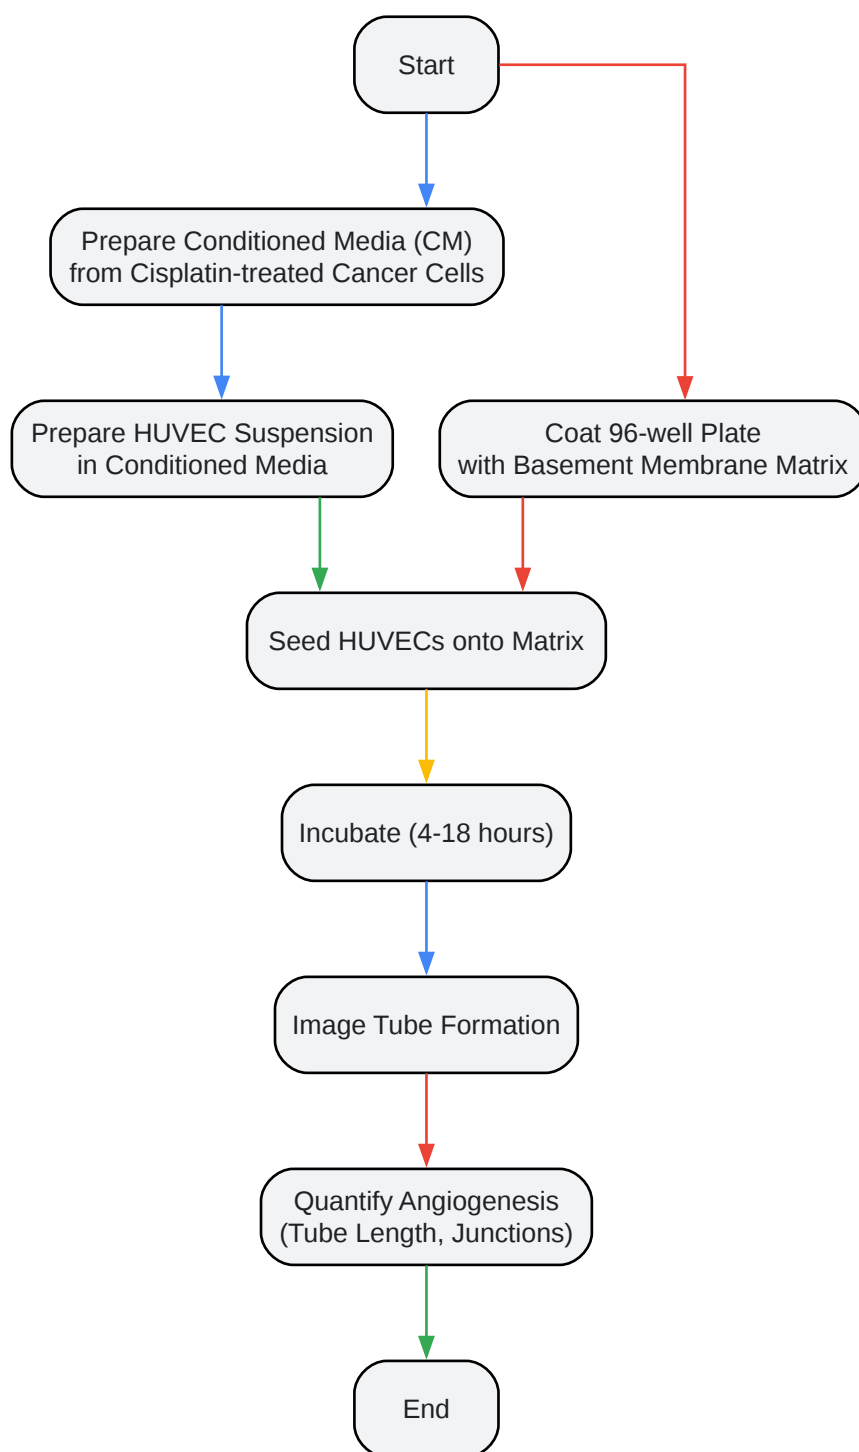 Start
Prepare Conditioned Media (CM)
from Cisplatin-treated Cancer Cells
Prepare HUVEC Suspension
in Conditioned Media
Coat 96-well Plate
with Basement Membrane Matrix
Seed HUVECs onto Matrix
Incubate (4-18 hours)
Image Tube Formation
Quantify Angiogenesis
(Tube Length, Junctions)
End